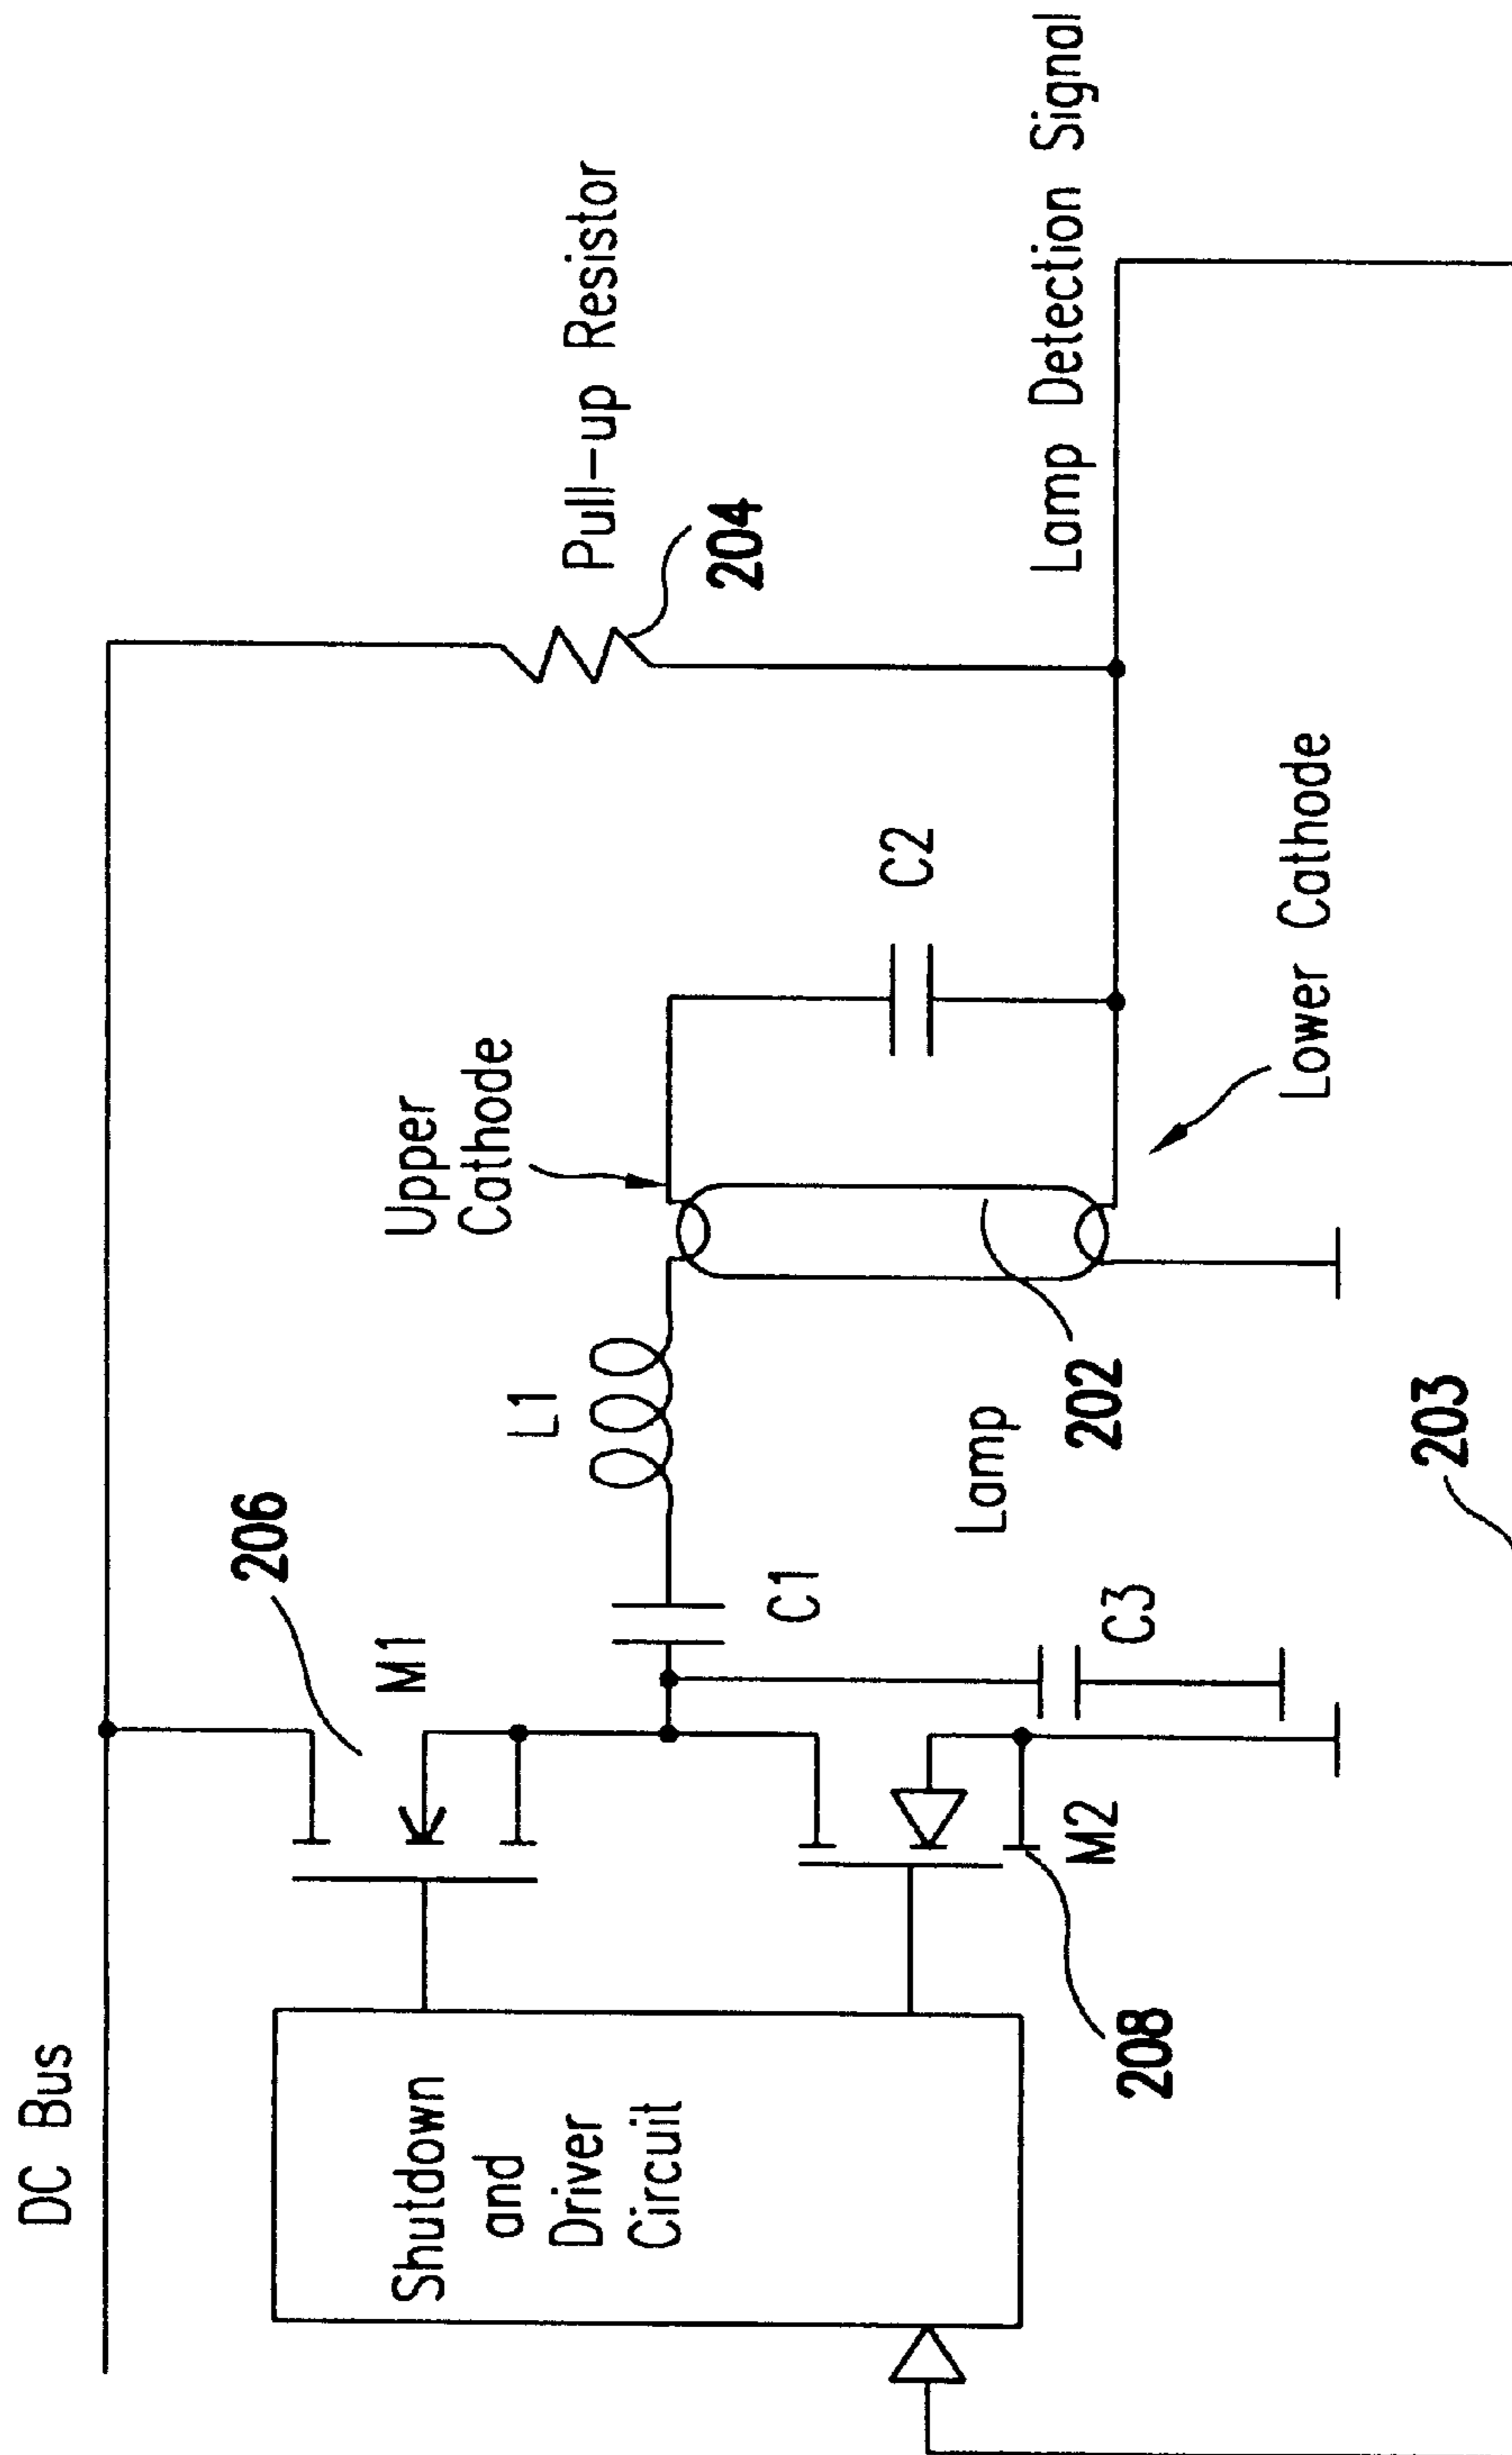 DC Bus
206
M1
Shutdown
and
Driver
Circuit
208
M2
C3
C1
L1
Upper
Cathode
Lamp
202
C2
Lower Cathode
Pull-up Resistor
204
Lamp Detection Signal
203